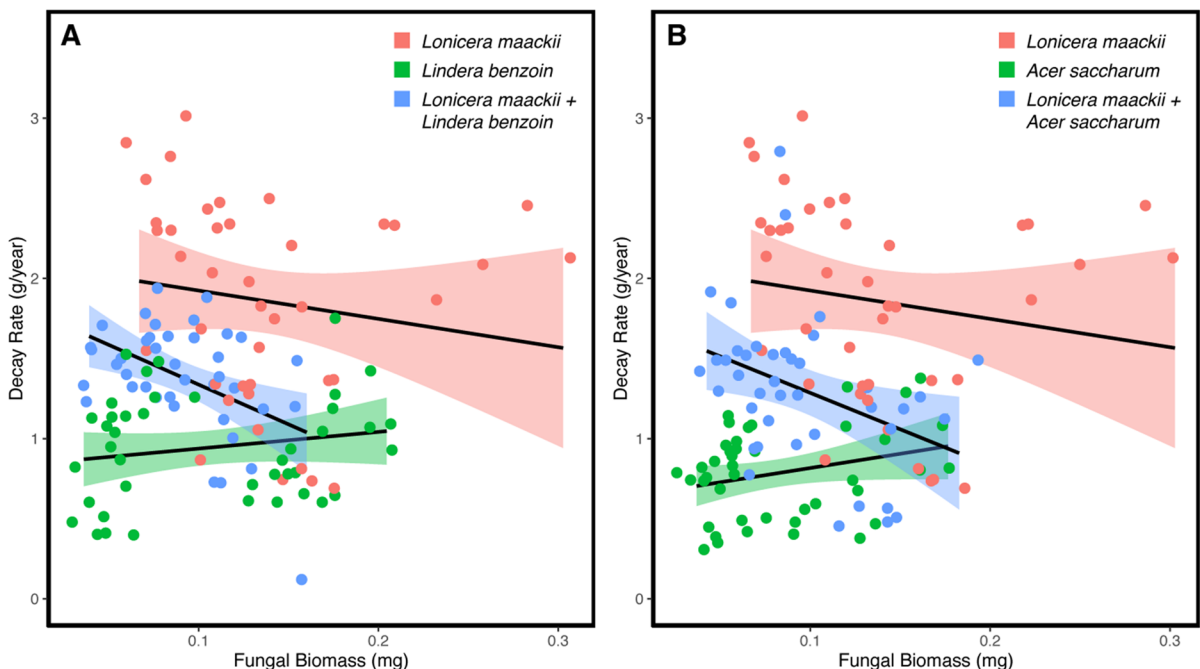 A
Lonicera maackii
Lindera benzoin
Lonicera maackii +
Lindera benzoin
3
2
1
0
Decay Rate (g/year)
0.1
0.2
0.3
Fungal Biomass (mg)
B
Lonicera maackii
Acer saccharum
Lonicera maackii +
Acer saccharum
3
2
1
0
Decay Rate (g/year)
0.1
0.2
0.3
Fungal Biomass (mg)